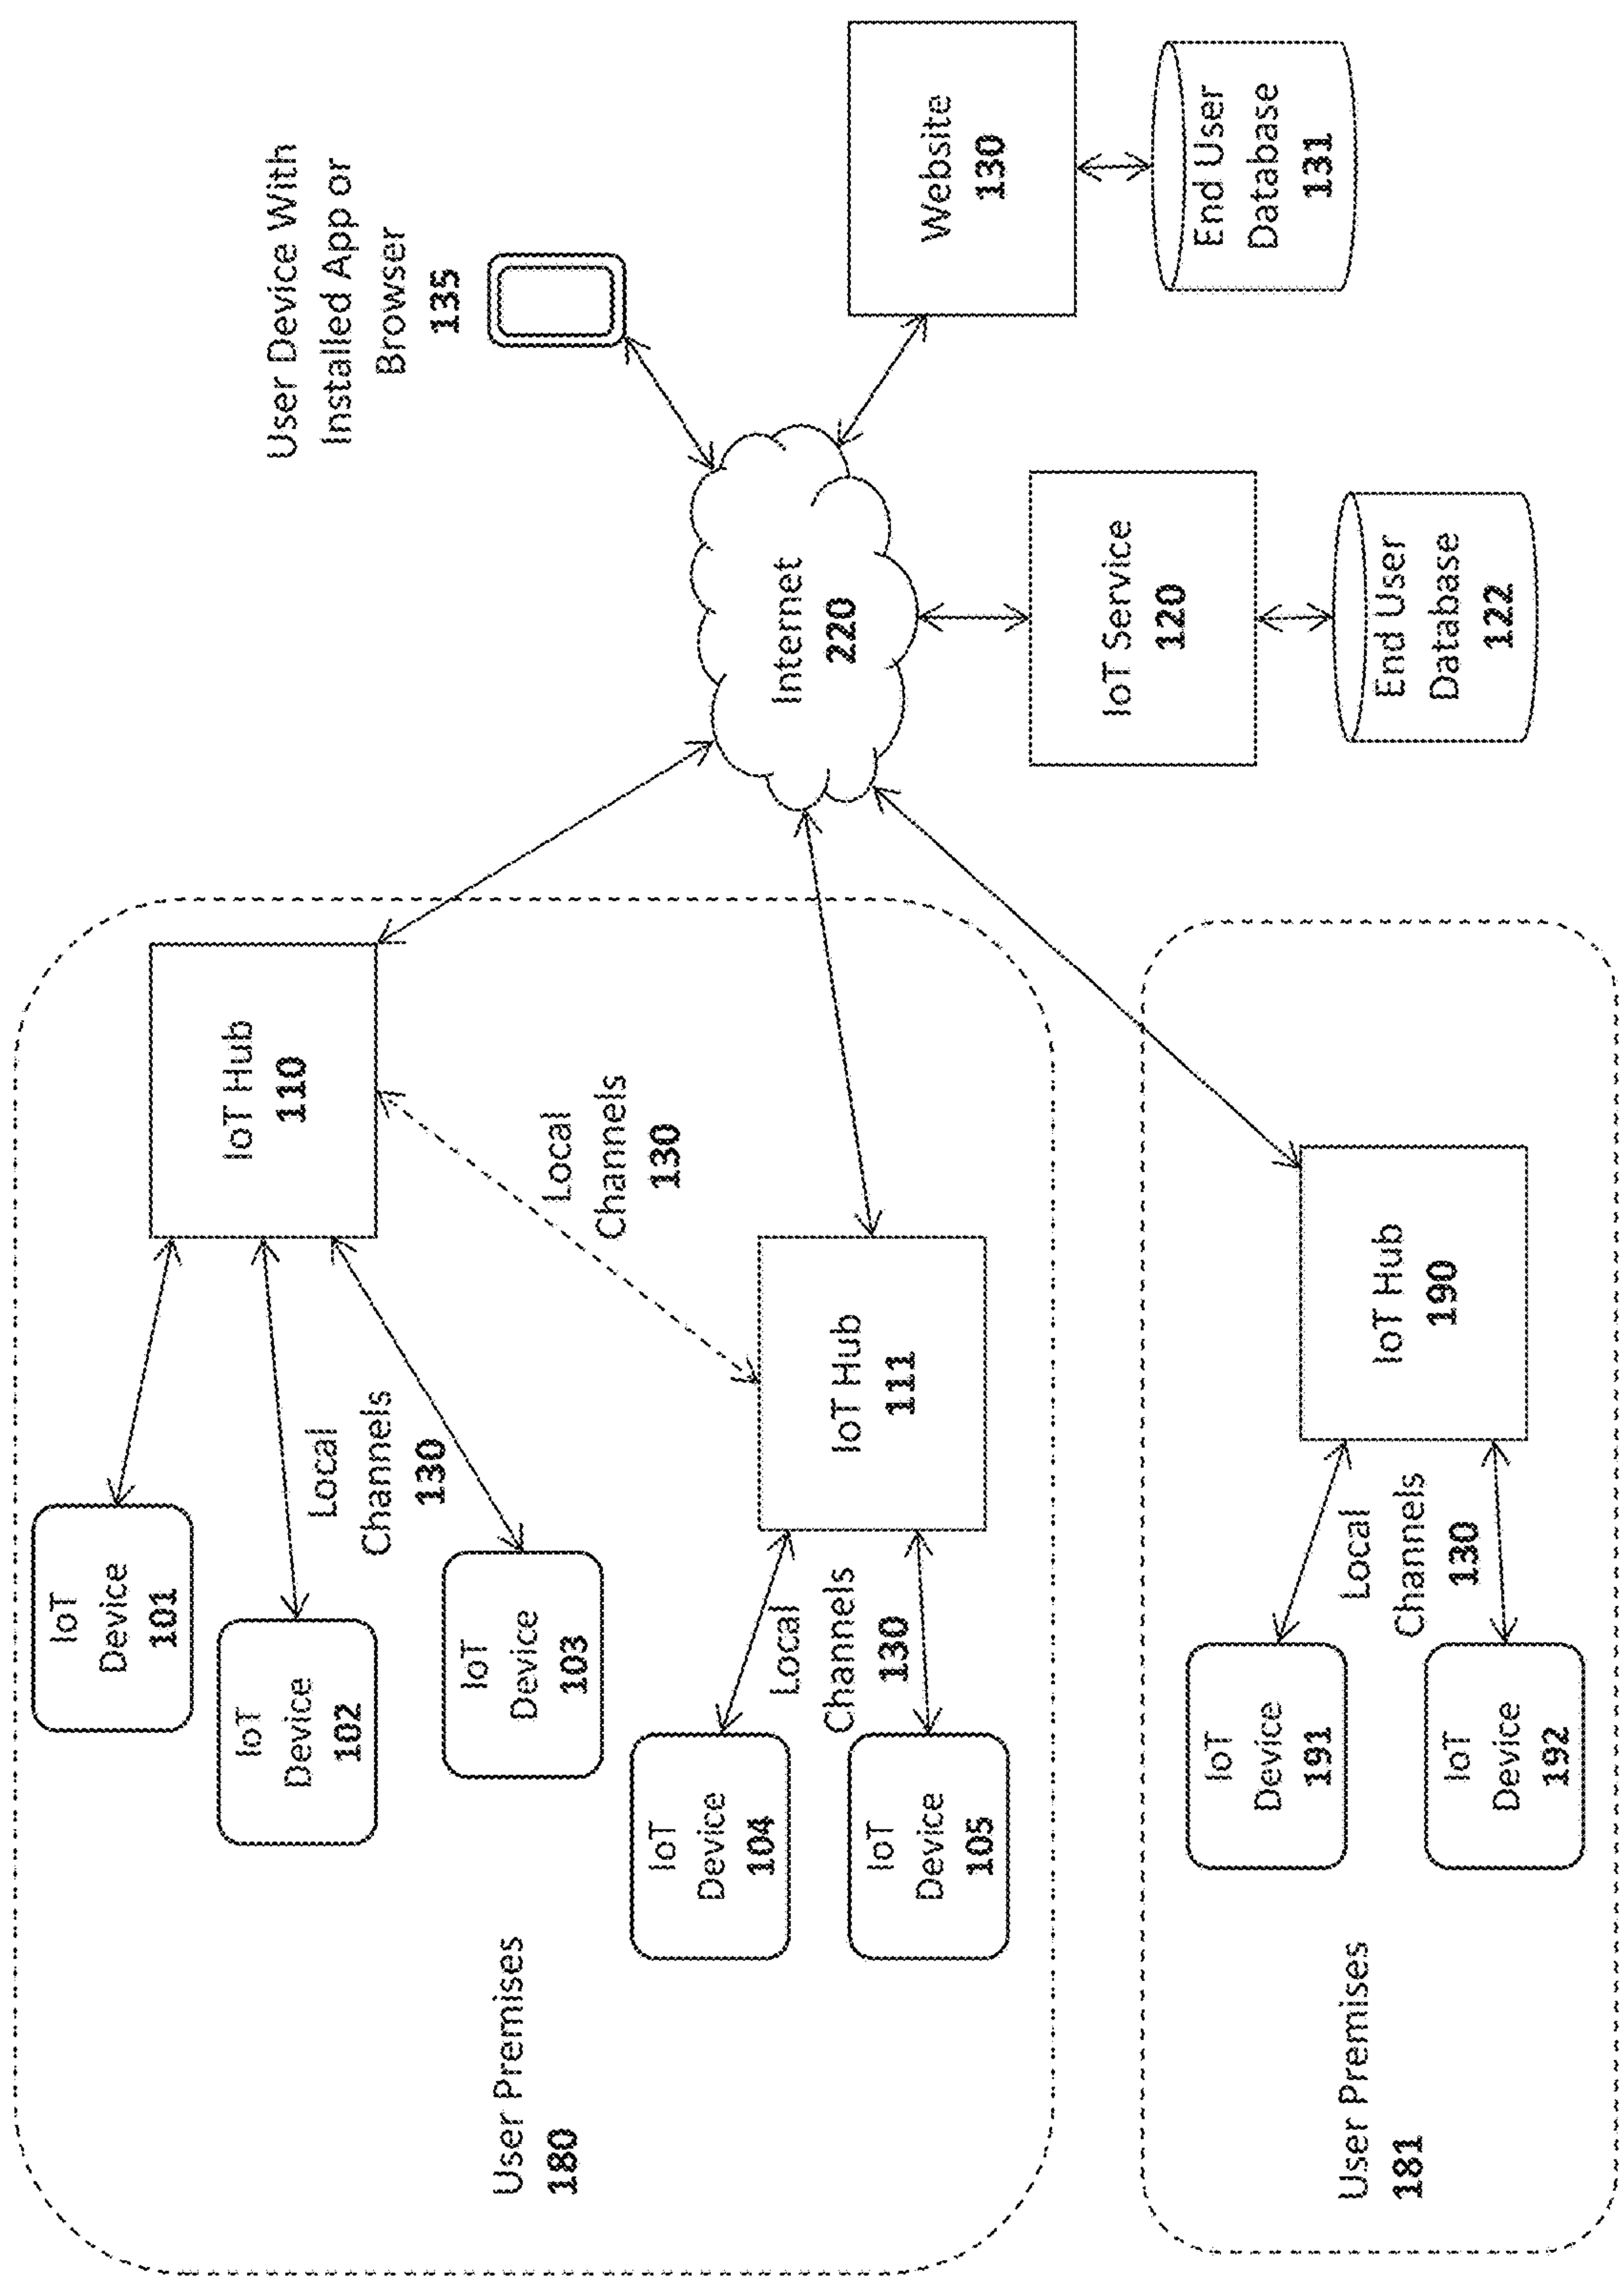 IoT
Device
101
IoT
Device
102
IoT
Device
103
Local
Channels
130
IoT Hub
110
User Device With
Installed App or
Browser
135
Local
Channels
130
User Premises
180
IoT
Device
104
IoT
Device
105
Local
Channels
130
IoT Hub
111
Internet
220
Website
130
End User
Database
131
IoT Service
120
End User
Database
122
User Premises
181
IoT
Device
191
IoT
Device
192
Local
Channels
130
IoT Hub
190